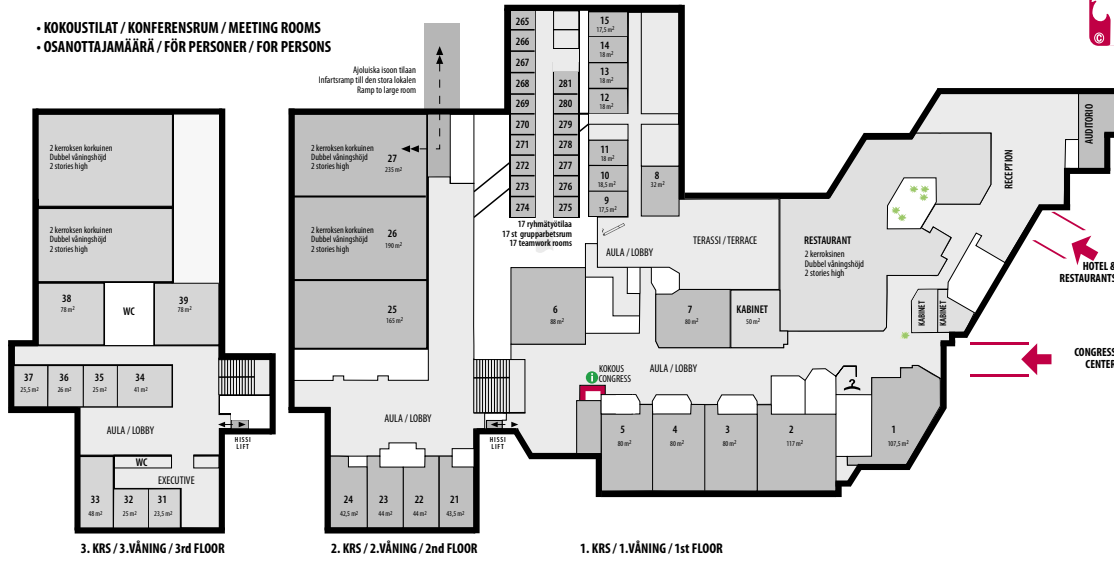 • KOKOUSTILAT / KONFERENSRUM / MEETING ROOMS
• OSANOTTAJAMÄÄRÄ / FÖR PERSONER / FOR PERSONS
©
Ajoluiska isoon tilaan
Infartsramp till den stora lokalen
Ramp to large room
2 kerroksen korkuinen
Dubbel våningshöjd
2 stories high
2 kerroksen korkuinen
Dubbel våningshöjd
2 stories high
38
78 m²
WC
39
78 m²
37
25,5 m²
36
26 m²
35
25 m²
34
41 m²
AULA / LOBBY
HISSI
LIFT
WC
EXECUTIVE
33
48 m²
32
25 m²
31
23,5 m²
3. KRS / 3.VÅNING / 3rd FLOOR
2 kerroksen korkuinen
Dubbel våningshöjd
2 stories high
27
235 m²
2 kerroksen korkuinen
Dubbel våningshöjd
2 stories high
26
190 m²
25
165 m²
AULA / LOBBY
HISSI
LIFT
24
42,5 m²
23
44 m²
22
44 m²
21
43,5 m²
2. KRS / 2.VÅNING / 2nd FLOOR
265
266
267
268
269
270
271
272
273
274
281
280
279
278
277
276
275
17 ryhmätyötilaa
17 st grupparbetsrum
17 teamwork rooms
15
17,5 m²
14
18 m²
13
18 m²
12
18 m²
11
18 m²
10
18,5 m²
9
17,5 m²
8
32 m²
AULA / LOBBY
TERASSI / TERRACE
RESTAURANT
2 kerroksinen
Dubbel våningshöjd
2 stories high
RECEPTION
AUDITORIO
HOTEL &
RESTAURANTS
6
88 m²
7
80 m²
KABINET
50 m²
KABINET
KABINET
CONGRESS
CENTER
i
KOKOUS
CONGRESS
AULA / LOBBY
5
80 m²
4
80 m²
3
80 m²
2
117 m²
1
107,5 m²
1. KRS / 1.VÅNING / 1st FLOOR